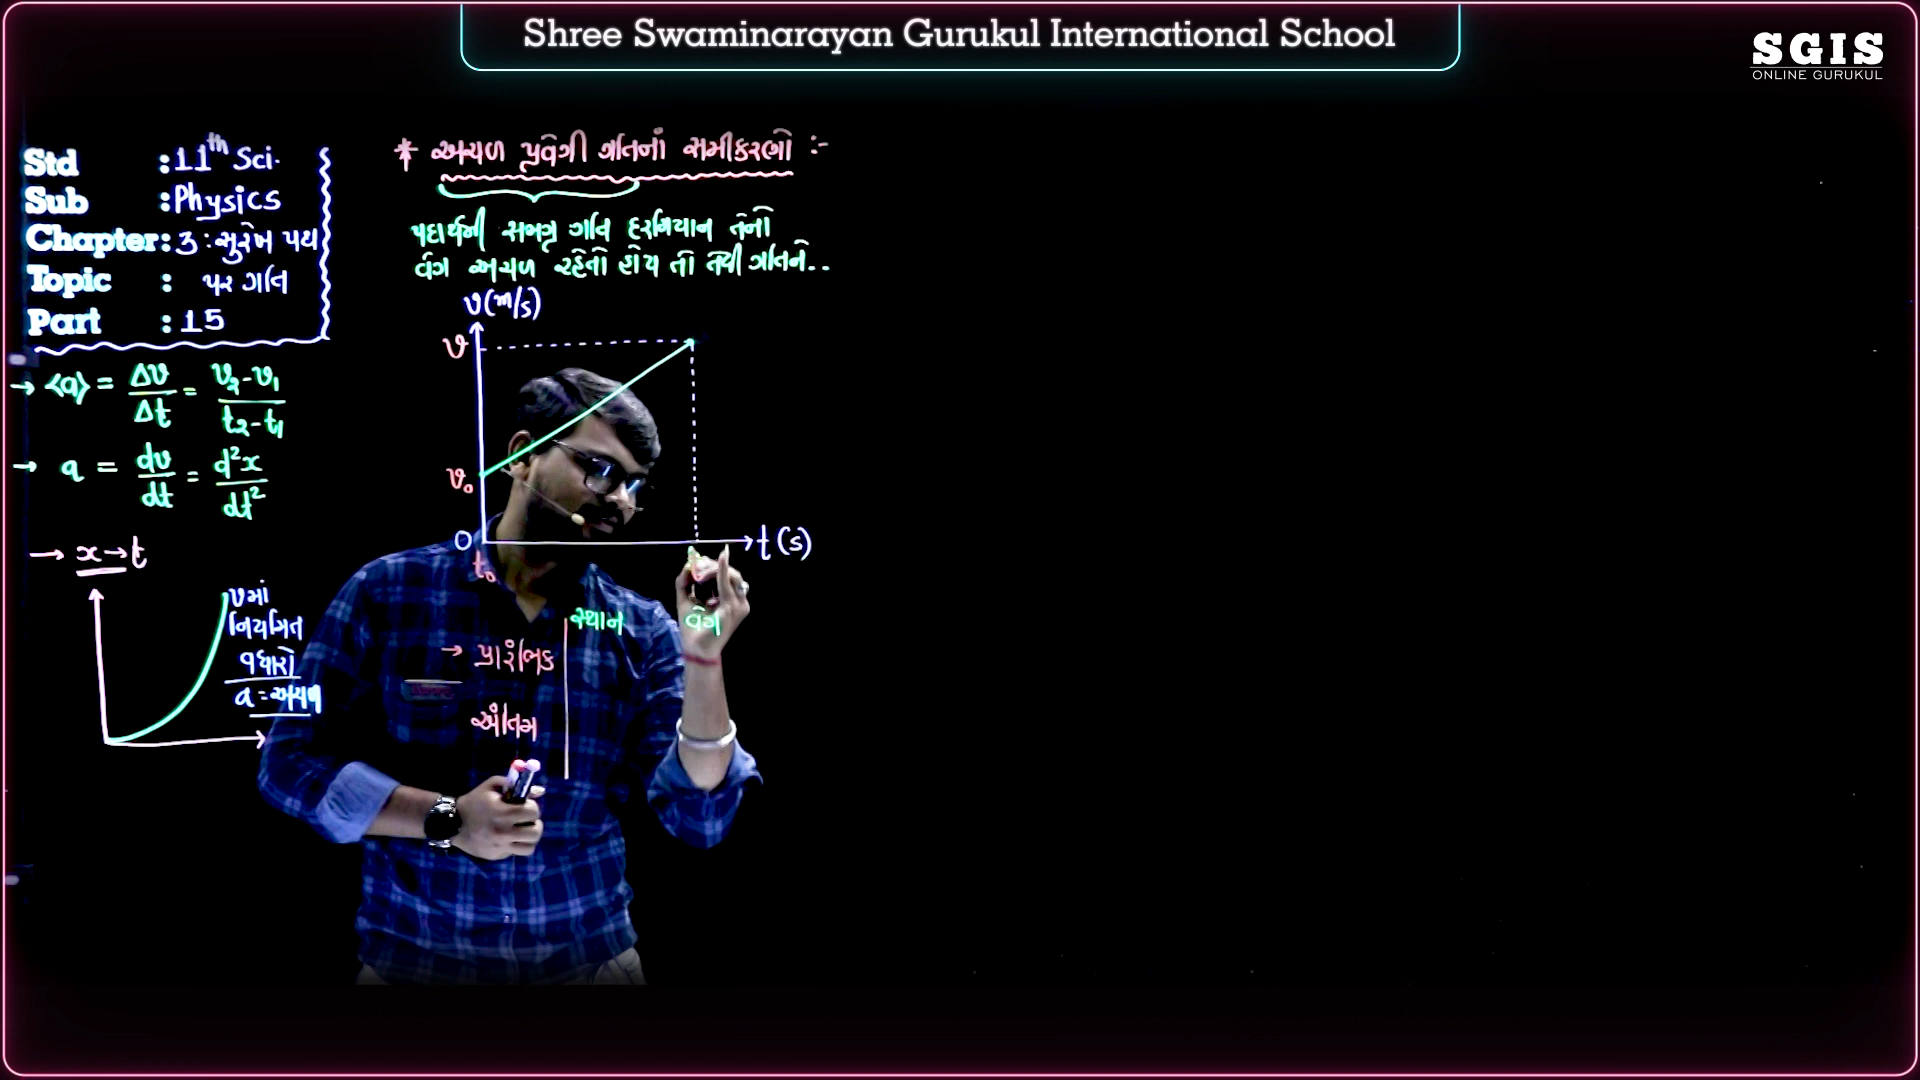 Shree Swaminarayan Gurukul International School
SGIS
ONLINE GURUKUL
Std : 11th Sci.
Sub : Physics
Chapter : 3 : સુરેખ પથ
Topic : પર ગતિ
Part : 15
→ <a> = Δv/Δt = v₂-v₁/t₂-t₁
→ a = dv/dt = d²x/dt²
→ x→t
vમાં
નિયમિત
વધારો
a = અચળ
* અચળ પ્રવેગી ગતિનાં સમીકરણો :-
પદાર્થની સમગ્ર ગતિ દરમિયાન તેનો
વેગ અચળ રહેતો હોય તો તેવી ગતિને..
v(m/s)
v
v₀
O
t(s)
t₀
સ્થાન વેગ
→ પ્રારંભિક
અંતિમ